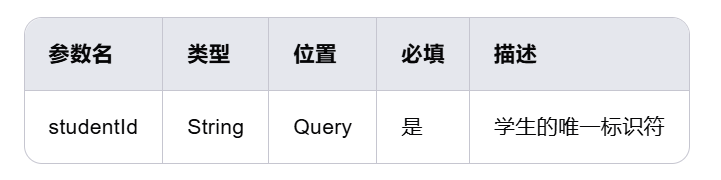 参数名 类型 位置 必填 描述
studentId String Query 是 学生的唯一标识符